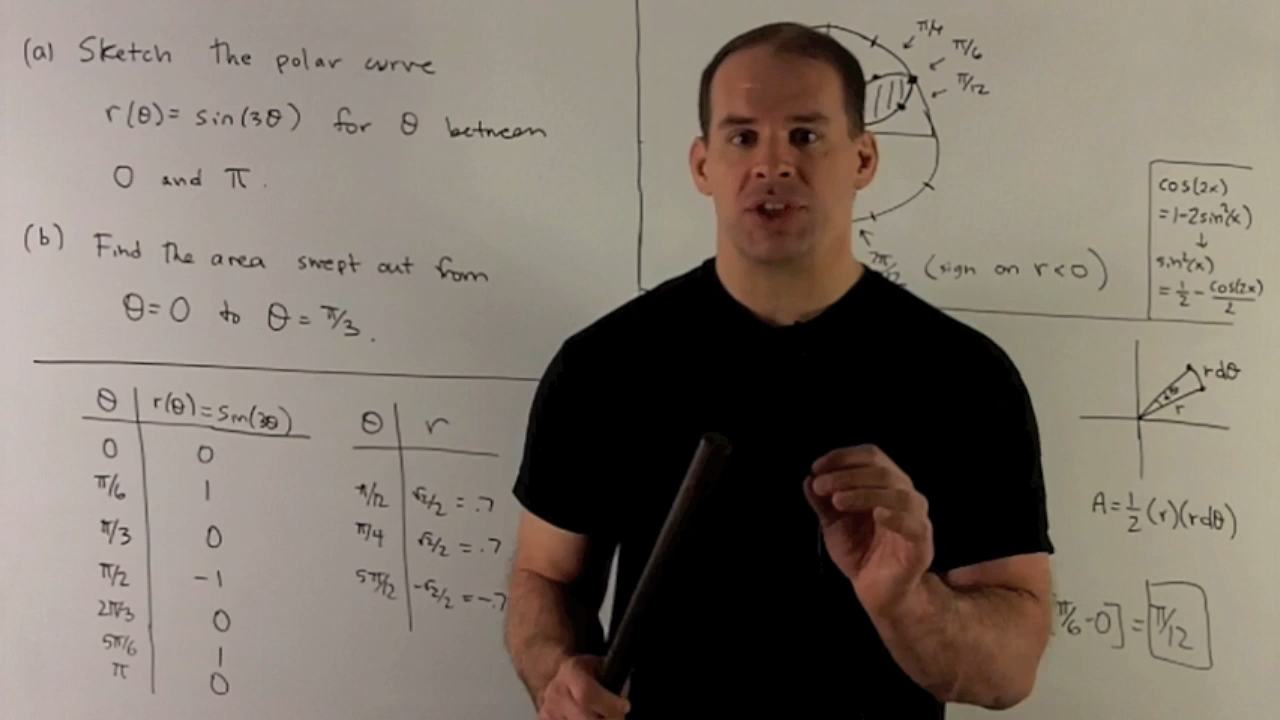 (a) Sketch the polar curve
r(θ) = sin(3θ) for θ between
0 and π.
(b) Find the area swept out from
θ=0 to θ = π/3.
θ r(θ) = sin(3θ)
0 0
π/6 1
π/3 0
π/2 -1
2π/3 0
5π/6 1
π 0
θ r
π/12 √2/2 = .7
π/4 √2/2 = .7
5π/12 -√2/2 = -.7
π/4
π/6
π/12
(sign on r<0)
cos(2x)
=1-2sin²(x)
↓
sin²(x)
= 1/2 - cos(2x)/2
rdθ
dθ
r
A = 1/2 (r)(rdθ)
π/6 - 0] = π/12